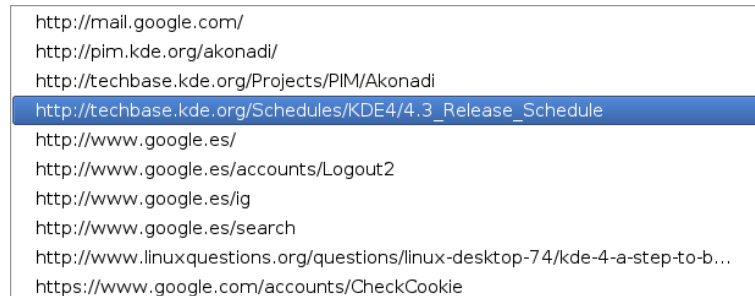 http://mail.google.com/
http://pim.kde.org/akonadi/
http://techbase.kde.org/Projects/PIM/Akonadi
http://techbase.kde.org/Schedules/KDE4/4.3_Release_Schedule
http://www.google.es/
http://www.google.es/accounts/Logout2
http://www.google.es/ig
http://www.google.es/search
http://www.linuxquestions.org/questions/linux-desktop-74/kde-4-a-step-to-b...
https://www.google.com/accounts/CheckCookie